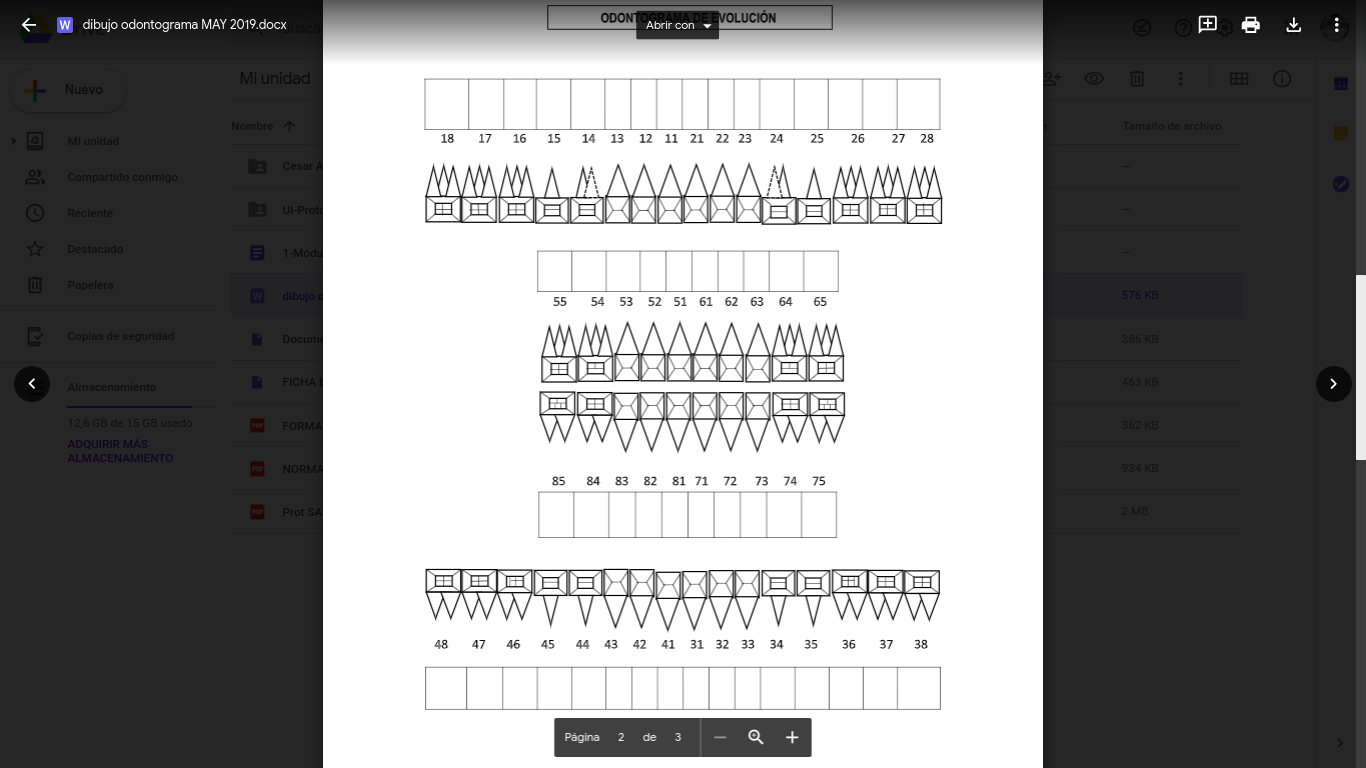 dibujo odontograma MAY 2019.docx
ODONTOGRAMA DE EVOLUCIÓN
Abrir con
Nuevo
Mi unidad
Nombre
Tamaño de archivo
Mi unidad
Compartido conmigo
Reciente
Destacado
Papelera
Copias de seguridad
Almacenamiento
12,6 GB de 15 GB usado
ADQUIRIR MÁS
ALMACENAMIENTO
Cesar A
UI-Proto
1-Módu
dibujo o
Docume
FICHA E
FORMA
NORMA
Prot SA
--
--
--
576 KB
386 KB
463 KB
362 KB
934 KB
2 MB
18 17 16 15 14 13 12 11 21 22 23 24 25 26 27 28
55 54 53 52 51 61 62 63 64 65
85 84 83 82 81 71 72 73 74 75
48 47 46 45 44 43 42 41 31 32 33 34 35 36 37 38
Página 2 de 3